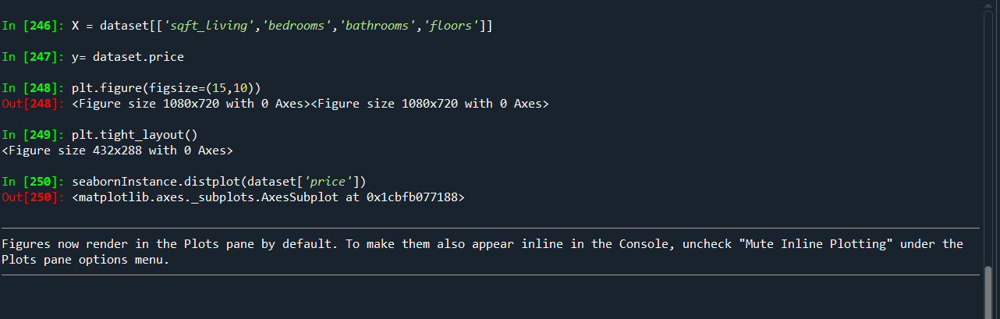 In [246]: X = dataset[['sqft_living','bedrooms','bathrooms','floors']]
In [247]: y= dataset.price
In [248]: plt.figure(figsize=(15,10))
Out[248]: <Figure size 1080x720 with 0 Axes><Figure size 1080x720 with 0 Axes>
In [249]: plt.tight_layout()
<Figure size 432x288 with 0 Axes>
In [250]: seabornInstance.distplot(dataset['price'])
Out[250]: <matplotlib.axes._subplots.AxesSubplot at 0x1cbfb077188>
Figures now render in the Plots pane by default. To make them also appear inline in the Console, uncheck "Mute Inline Plotting" under the
Plots pane options menu.